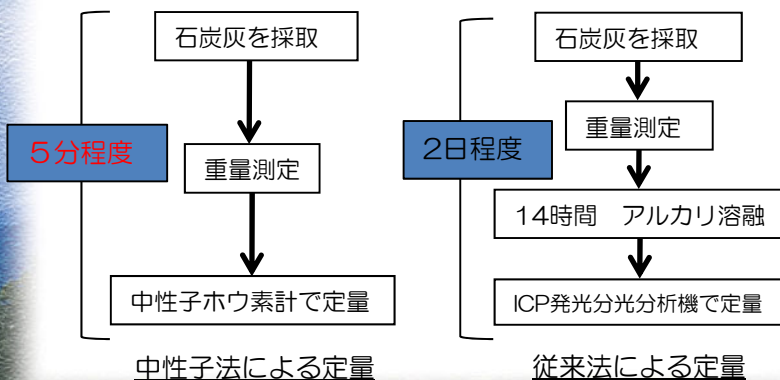 石炭灰を採取
5分程度
重量測定
中性子ホウ素計で定量
中性子法による定量
石炭灰を採取
2日程度
重量測定
14時間　アルカリ溶融
ICP発光分光分析機で定量
従来法による定量